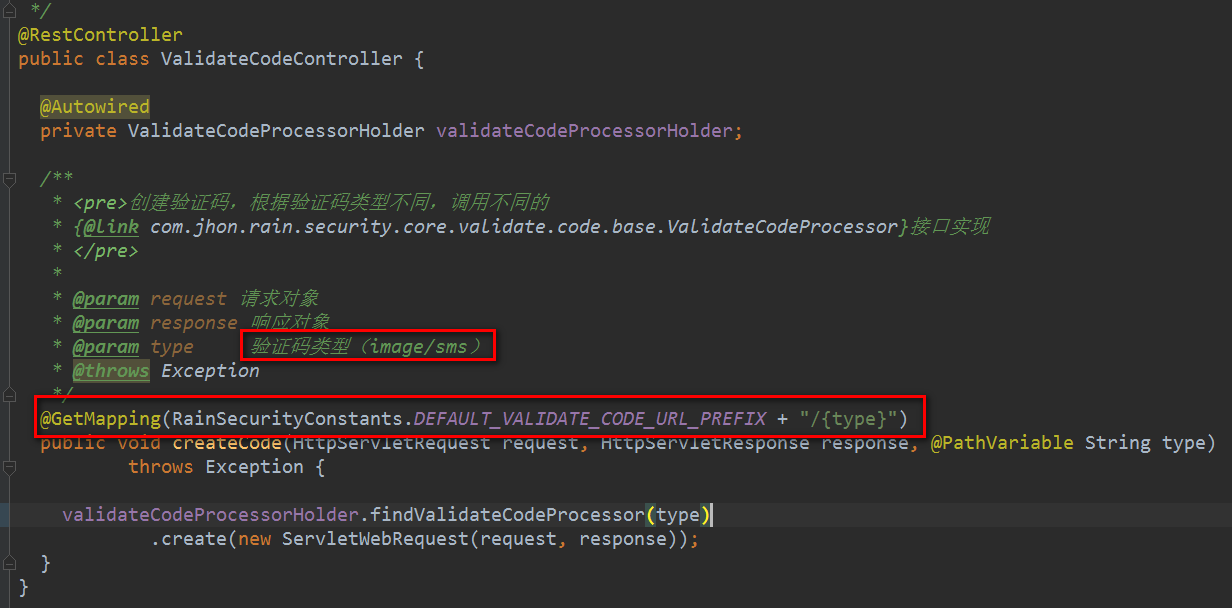 */
@RestController
public class ValidateCodeController {
@Autowired
private ValidateCodeProcessorHolder validateCodeProcessorHolder;
/**
* <pre>创建验证码，根据验证码类型不同，调用不同的
* {@link com.jhon.rain.security.core.validate.code.base.ValidateCodeProcessor}接口实现
* </pre>
*
* @param request 请求对象
* @param response 响应对象
* @param type 验证码类型（image/sms）
* @throws Exception
*/
@GetMapping(RainSecurityConstants.DEFAULT_VALIDATE_CODE_URL_PREFIX + "/{type}")
public void createCode(HttpServletRequest request, HttpServletResponse response, @PathVariable String type)
throws Exception {
validateCodeProcessorHolder.findValidateCodeProcessor(type)
.create(new ServletWebRequest(request, response));
}
}